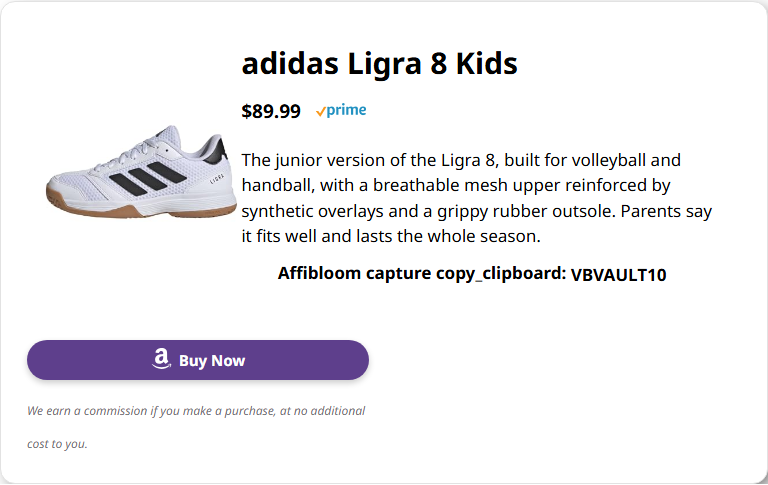 adidas Ligra 8 Kids
$89.99 prime
The junior version of the Ligra 8, built for volleyball and
handball, with a breathable mesh upper reinforced by
synthetic overlays and a grippy rubber outsole. Parents say
it fits well and lasts the whole season.
LIGRA
Affibloom capture copy_clipboard: VBVAULT10
a Buy Now
We earn a commission if you make a purchase, at no additional
cost to you.